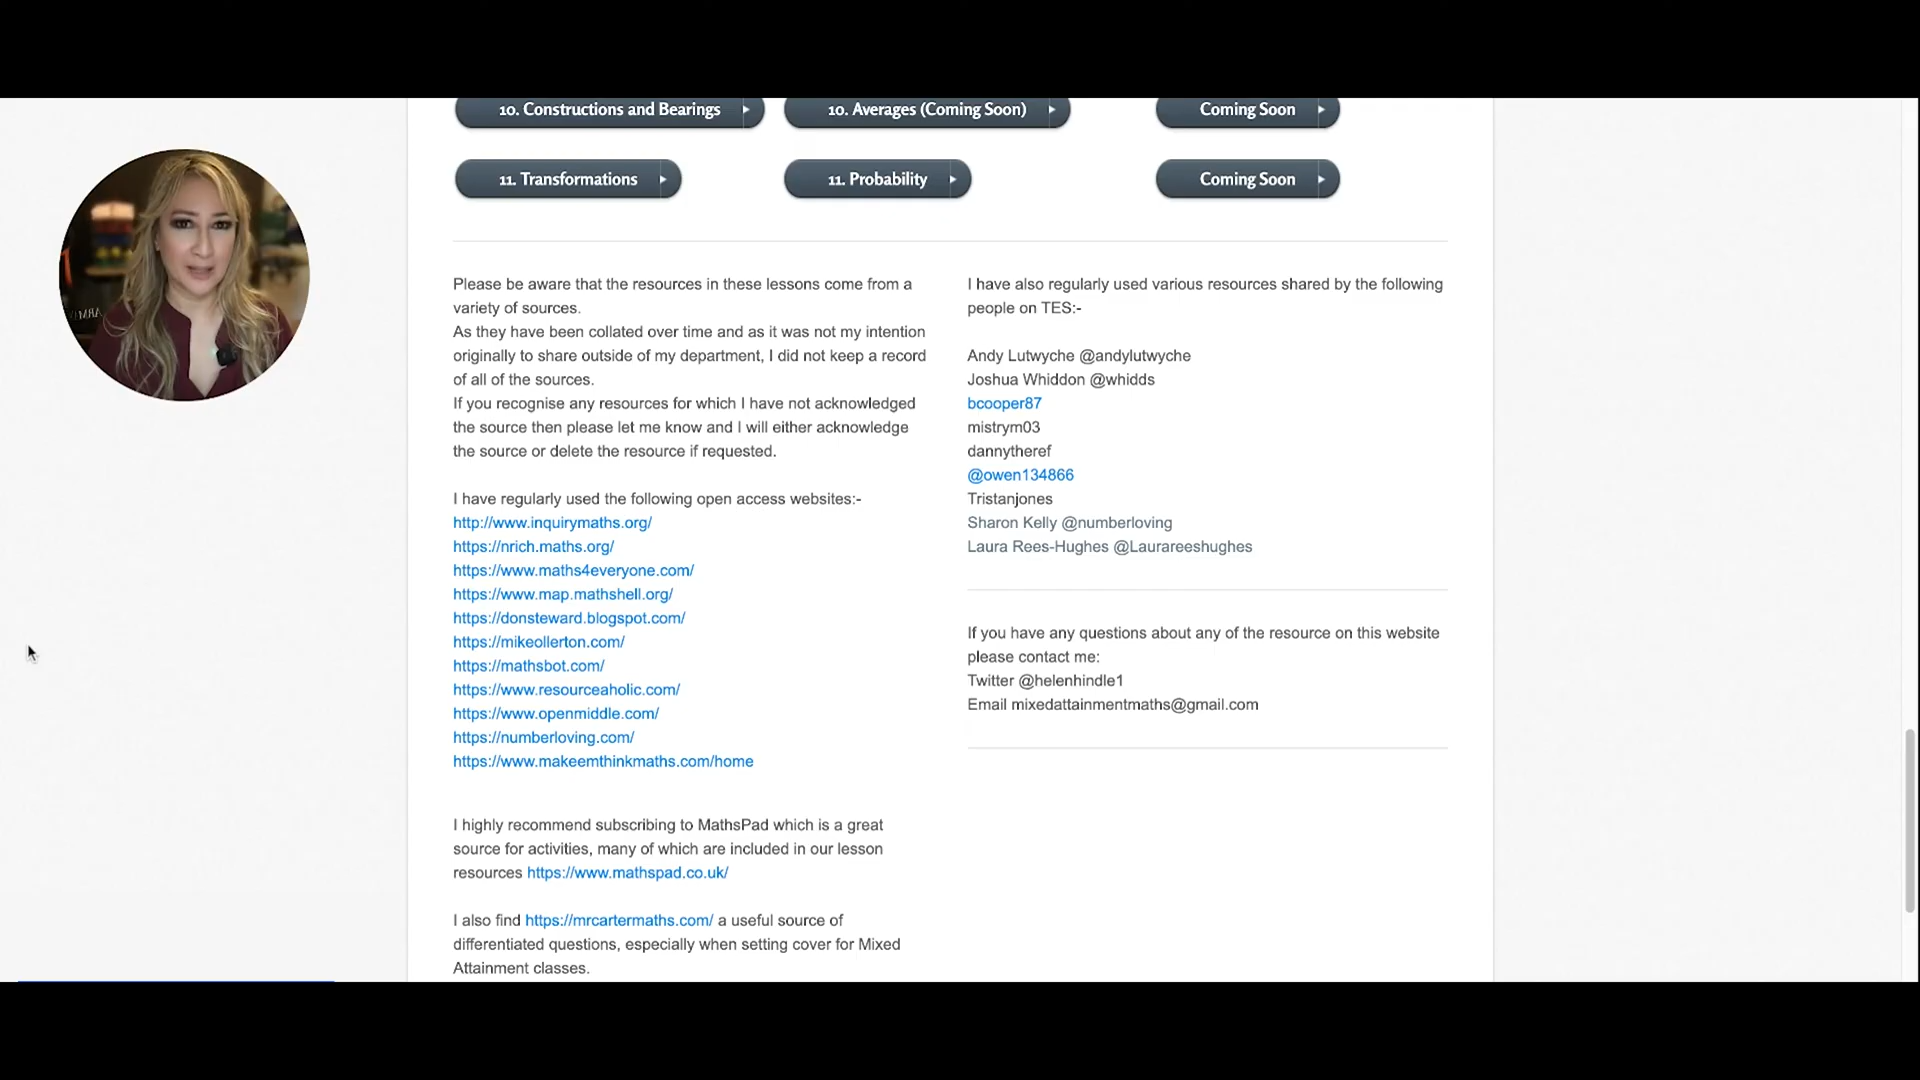 10. Constructions and Bearings
10. Averages (Coming Soon)
Coming Soon
11. Transformations
11. Probability
Coming Soon
Please be aware that the resources in these lessons come from a
variety of sources.
As they have been collated over time and as it was not my intention
originally to share outside of my department, I did not keep a record
of all of the sources.
If you recognise any resources for which I have not acknowledged
the source then please let me know and I will either acknowledge
the source or delete the resource if requested.
I have regularly used the following open access websites:-
http://www.inquirymaths.org/
https://nrich.maths.org/
https://www.maths4everyone.com/
https://www.map.mathshell.org/
https://donsteward.blogspot.com/
https://mikeollerton.com/
https://mathsbot.com/
https://www.resourceaholic.com/
https://www.openmiddle.com/
https://numberloving.com/
https://www.makeemthinkmaths.com/home
I highly recommend subscribing to MathsPad which is a great
source for activities, many of which are included in our lesson
resources https://www.mathspad.co.uk/
I also find https://mrcartermaths.com/ a useful source of
differentiated questions, especially when setting cover for Mixed
Attainment classes.
I have also regularly used various resources shared by the following
people on TES:-
Andy Lutwyche @andylutwyche
Joshua Whiddon @whidds
bcooper87
mistrym03
dannytheref
@owen134866
Tristanjones
Sharon Kelly @numberloving
Laura Rees-Hughes @Laurareeshughes
If you have any questions about any of the resource on this website
please contact me:
Twitter @helenhindle1
Email mixedattainmentmaths@gmail.com